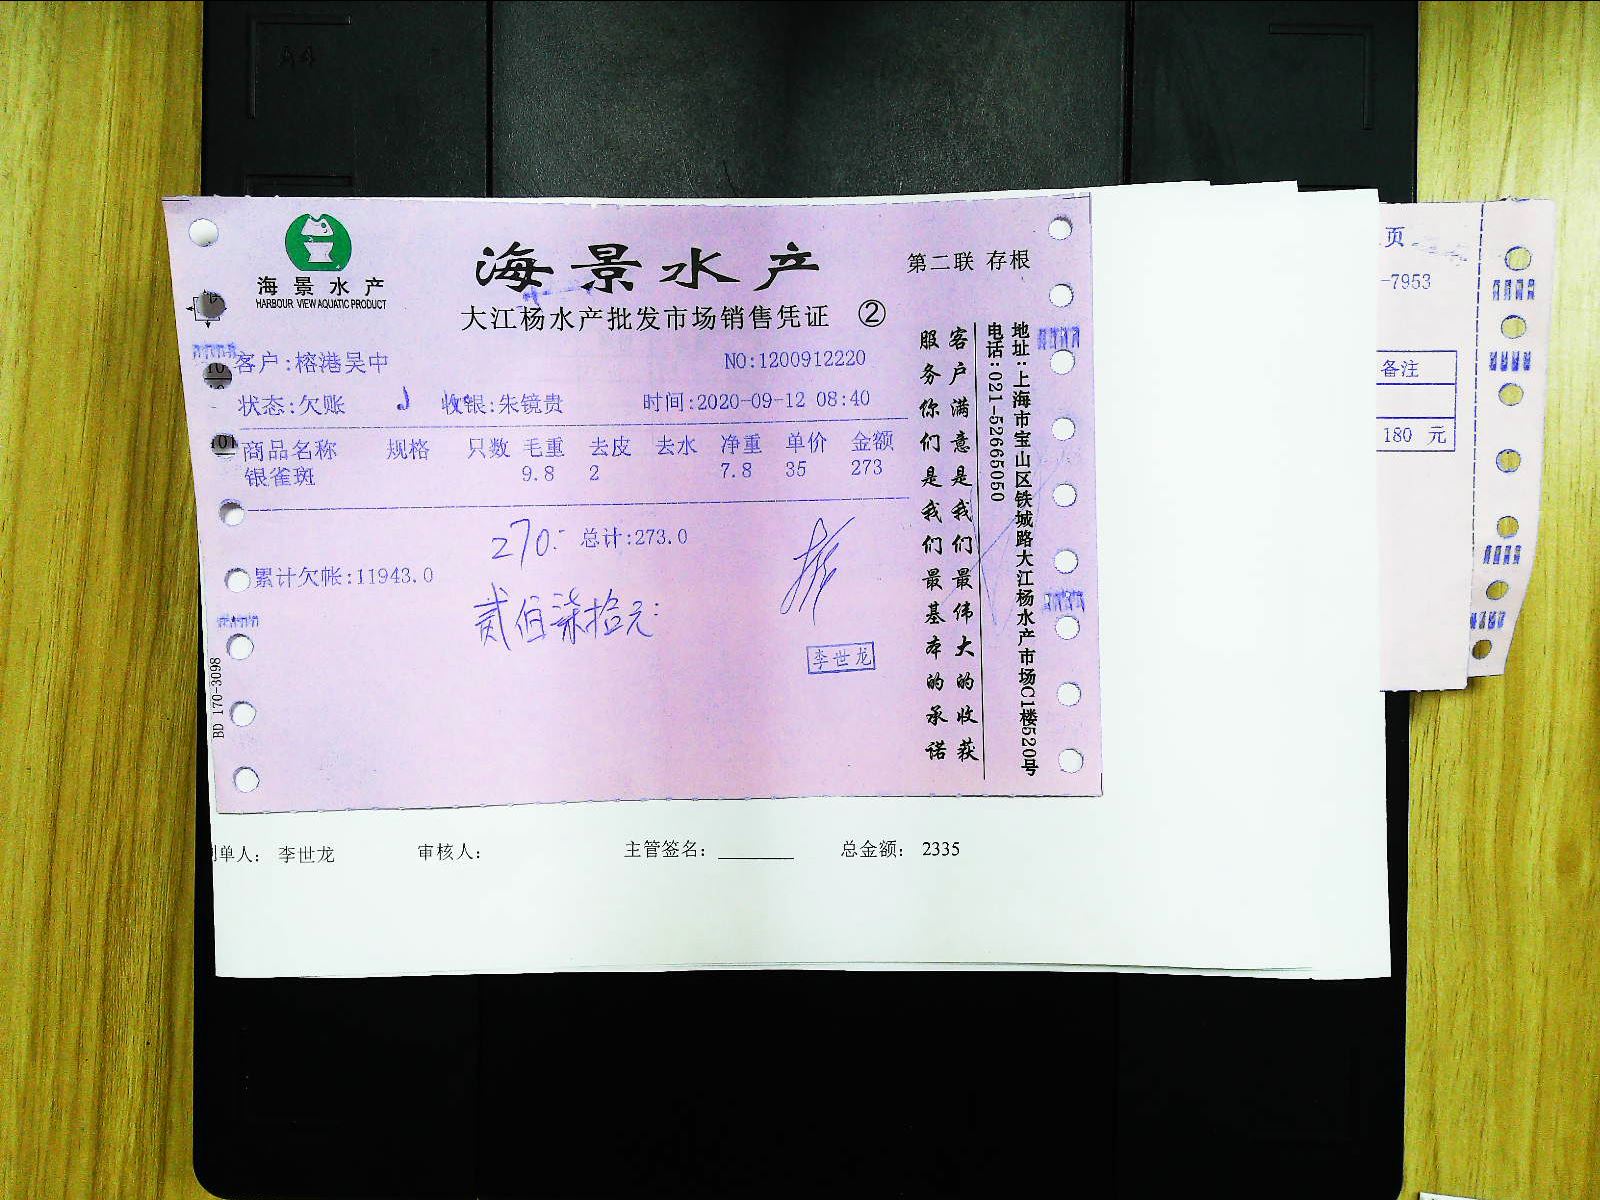 A4
海景水产
HARBOUR VIEW AQUATIC PRODUCT
海景水产
第二联 存根
大江杨水产批发市场销售凭证 ②
客户:榕港吴中
NO:1200912220
状态:欠账 收银:朱镜贵 时间:2020-09-12 08:40
商品名称 规格 只数 毛重 去皮 去水 净重 单价 金额
银雀斑 9.8 2 7.8 35 273
270.- 总计:273.0
累计欠帐:11943.0
贰佰柒拾元:
李世龙
客户满意是我们最伟大的收获
服务你们是我们最基本的承诺
地址:上海市宝山区铁城路大江杨水产市场C1楼520号
电话:021-52665050
BD 170-3098
制单人: 李世龙 审核人: 主管签名: 总金额: 2335
页
-7953
备注
180 元